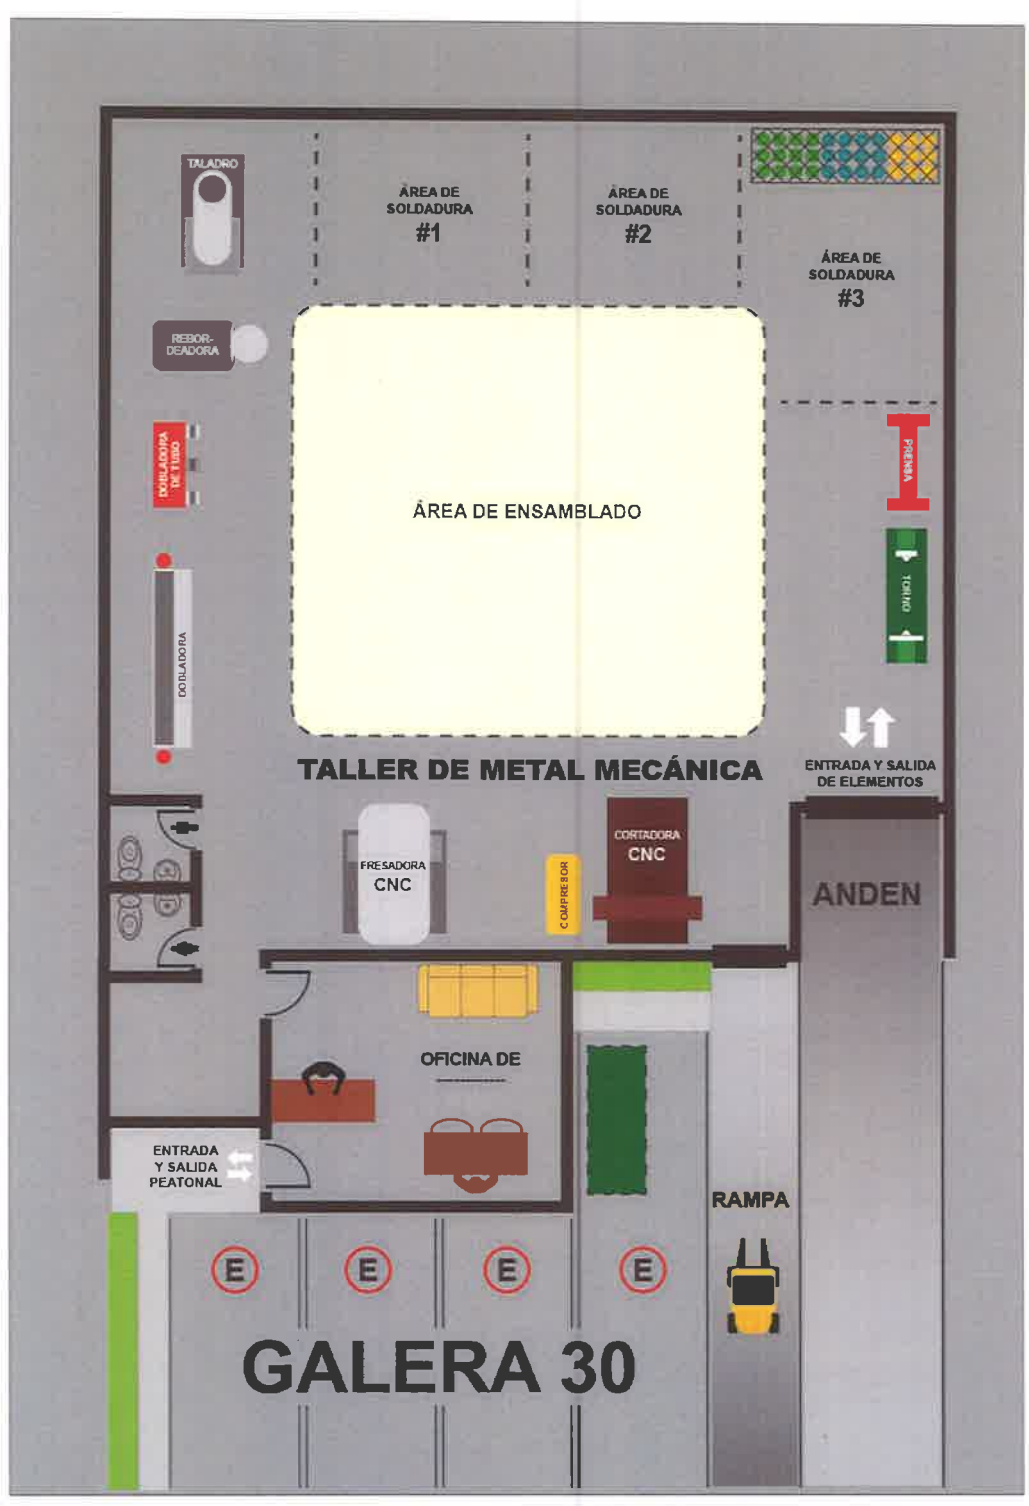 TALADRO
ÁREA DE
SOLDADURA
#1
ÁREA DE
SOLDADURA
#2
ÁREA DE
SOLDADURA
#3
REBOR-
DEADORA
DOBLADORA
DE TUBO
PRENSA
ÁREA DE ENSAMBLADO
TORNO
DOBLADORA
TALLER DE METAL MECÁNICA
ENTRADA Y SALIDA
DE ELEMENTOS
FRESADORA
CNC
COMPRESOR
CORTADORA
CNC
ANDEN
OFICINA DE
ENTRADA
Y SALIDA
PEATONAL
RAMPA
E
E
E
E
GALERA 30